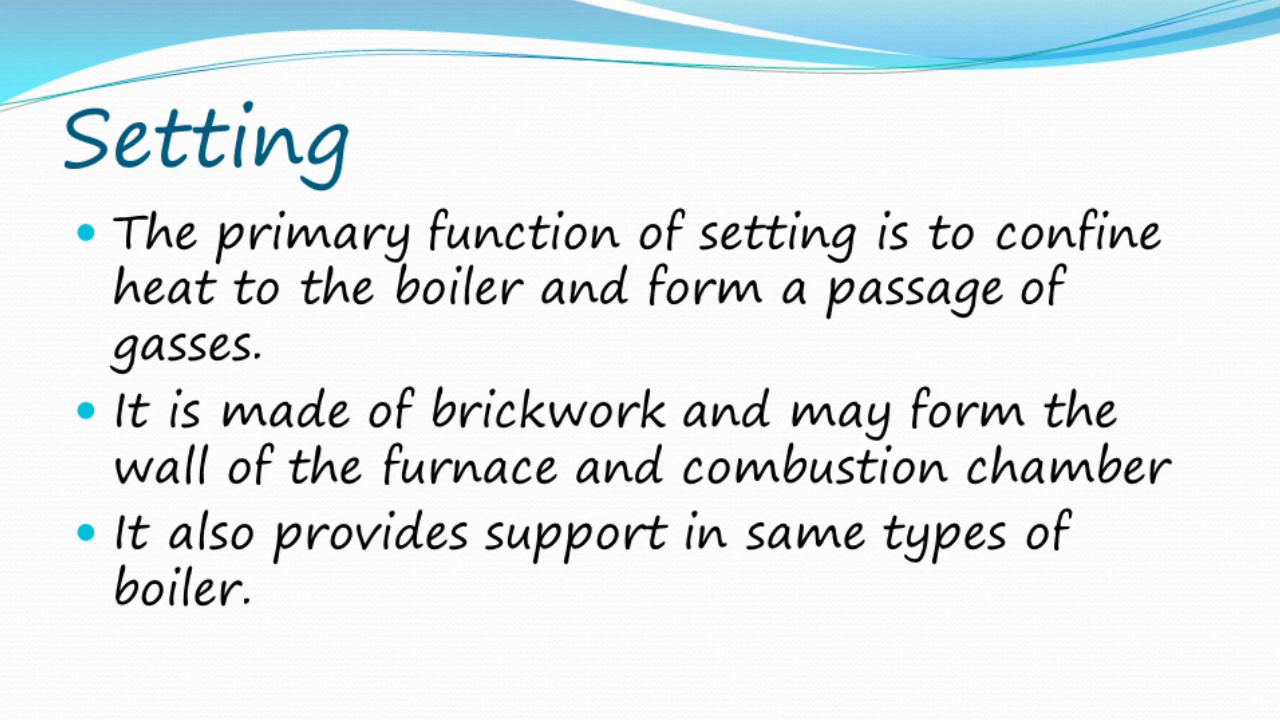 Setting
• The primary function of setting is to confine
heat to the boiler and form a passage of
gasses.
• It is made of brickwork and may form the
wall of the furnace and combustion chamber
• It also provides support in same types of
boiler.